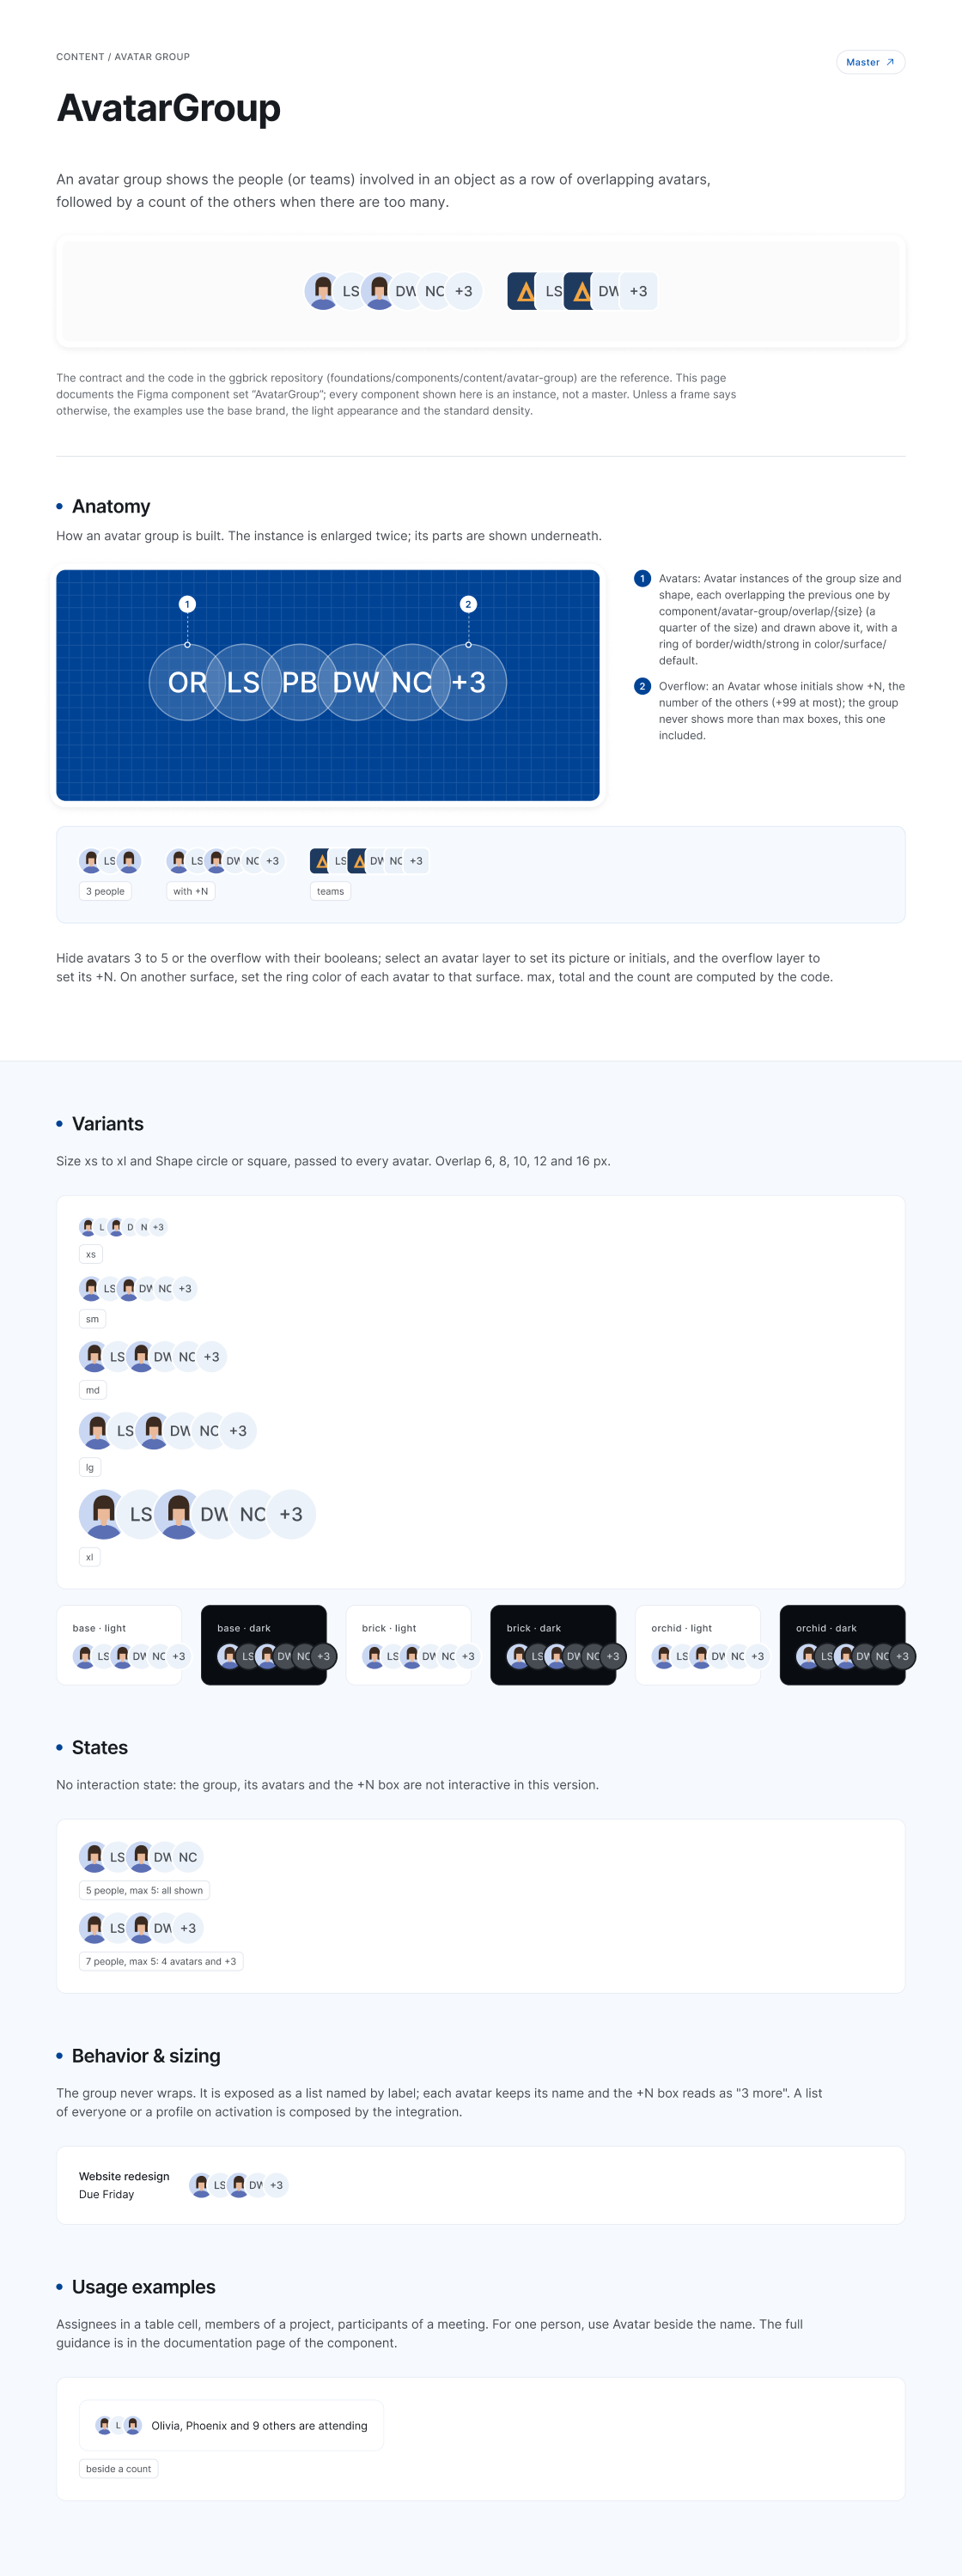 CONTENT / AVATAR GROUP
Master
AvatarGroup
An avatar group shows the people (or teams) involved in an object as a row of overlapping avatars,
followed by a count of the others when there are too many.
LS DW NC +3 LS DW +3
The contract and the code in the ggbrick repository (foundations/components/content/avatar-group) are the reference. This page
documents the Figma component set “AvatarGroup”; every component shown here is an instance, not a master. Unless a frame says
otherwise, the examples use the base brand, the light appearance and the standard density.
Anatomy
How an avatar group is built. The instance is enlarged twice; its parts are shown underneath.
1 2
OR LS PB DW NC +3
1 Avatars: Avatar instances of the group size and
shape, each overlapping the previous one by
component/avatar-group/overlap/{size} (a
quarter of the size) and drawn above it, with a
ring of border/width/strong in color/surface/
default.
2 Overflow: an Avatar whose initials show +N, the
number of the others (+99 at most); the group
never shows more than max boxes, this one
included.
LS LS DW NC +3 LS DW NC +3
3 people with +N teams
Hide avatars 3 to 5 or the overflow with their booleans; select an avatar layer to set its picture or initials, and the overflow layer to
set its +N. On another surface, set the ring color of each avatar to that surface. max, total and the count are computed by the code.
Variants
Size xs to xl and Shape circle or square, passed to every avatar. Overlap 6, 8, 10, 12 and 16 px.
L D N +3
xs
LS DW NC +3
sm
LS DW NC +3
md
LS DW NC +3
lg
LS DW NC +3
xl
base · light base · dark brick · light brick · dark orchid · light orchid · dark
LS DW NC +3 LS DW NC +3 LS DW NC +3 LS DW NC +3 LS DW NC +3 LS DW NC +3
States
No interaction state: the group, its avatars and the +N box are not interactive in this version.
LS DW NC
5 people, max 5: all shown
LS DW +3
7 people, max 5: 4 avatars and +3
Behavior & sizing
The group never wraps. It is exposed as a list named by label; each avatar keeps its name and the +N box reads as "3 more". A list
of everyone or a profile on activation is composed by the integration.
Website redesign
Due Friday
LS DW +3
Usage examples
Assignees in a table cell, members of a project, participants of a meeting. For one person, use Avatar beside the name. The full
guidance is in the documentation page of the component.
L Olivia, Phoenix and 9 others are attending
beside a count